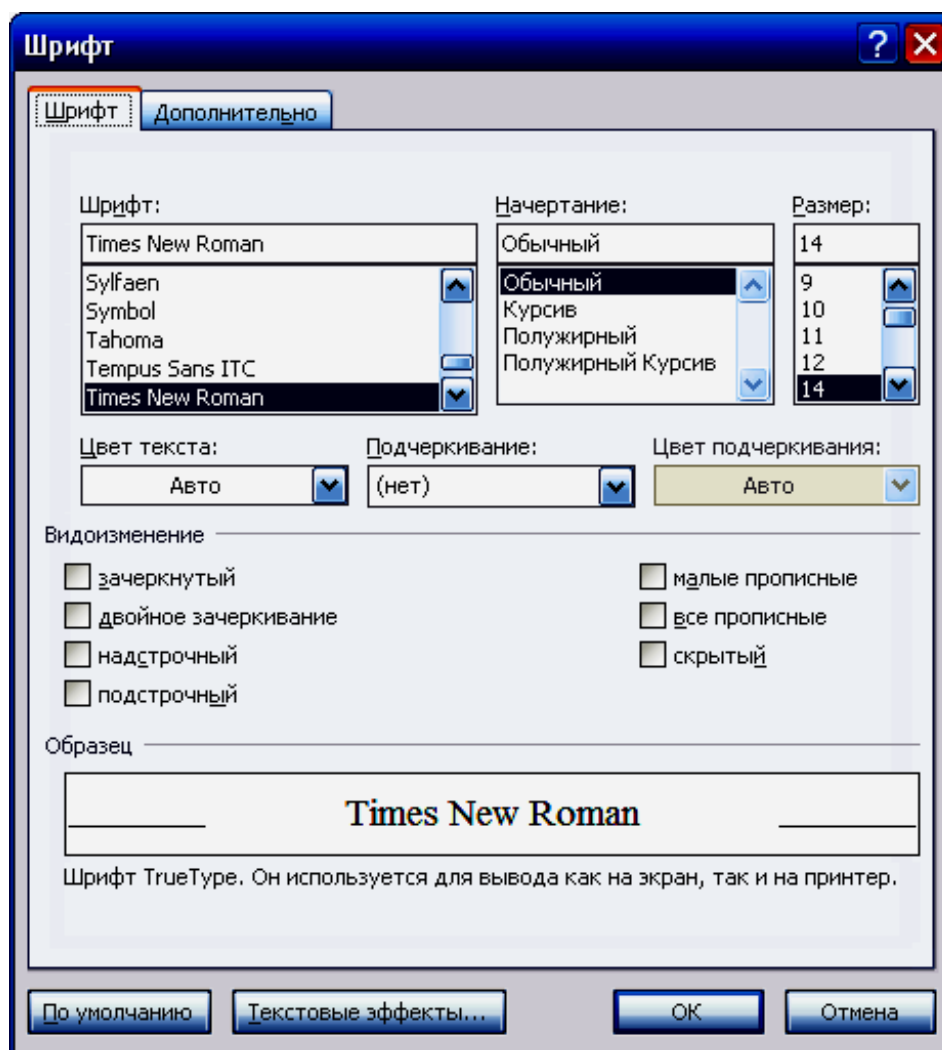 Шрифт
Шрифт Дополнительно
Шрифт: Начертание: Размер:
Times New Roman Обычный 14
Sylfaen Обычный 9
Symbol Курсив 10
Tahoma Полужирный 11
Tempus Sans ITC Полужирный Курсив 12
Times New Roman 14
Цвет текста: Подчеркивание: Цвет подчеркивания:
Авто (нет) Авто
Видоизменение
зачеркнутый малые прописные
двойное зачеркивание все прописные
надстрочный скрытый
подстрочный
Образец
Times New Roman
Шрифт TrueType. Он используется для вывода как на экран, так и на принтер.
По умолчанию Текстовые эффекты... ОК Отмена